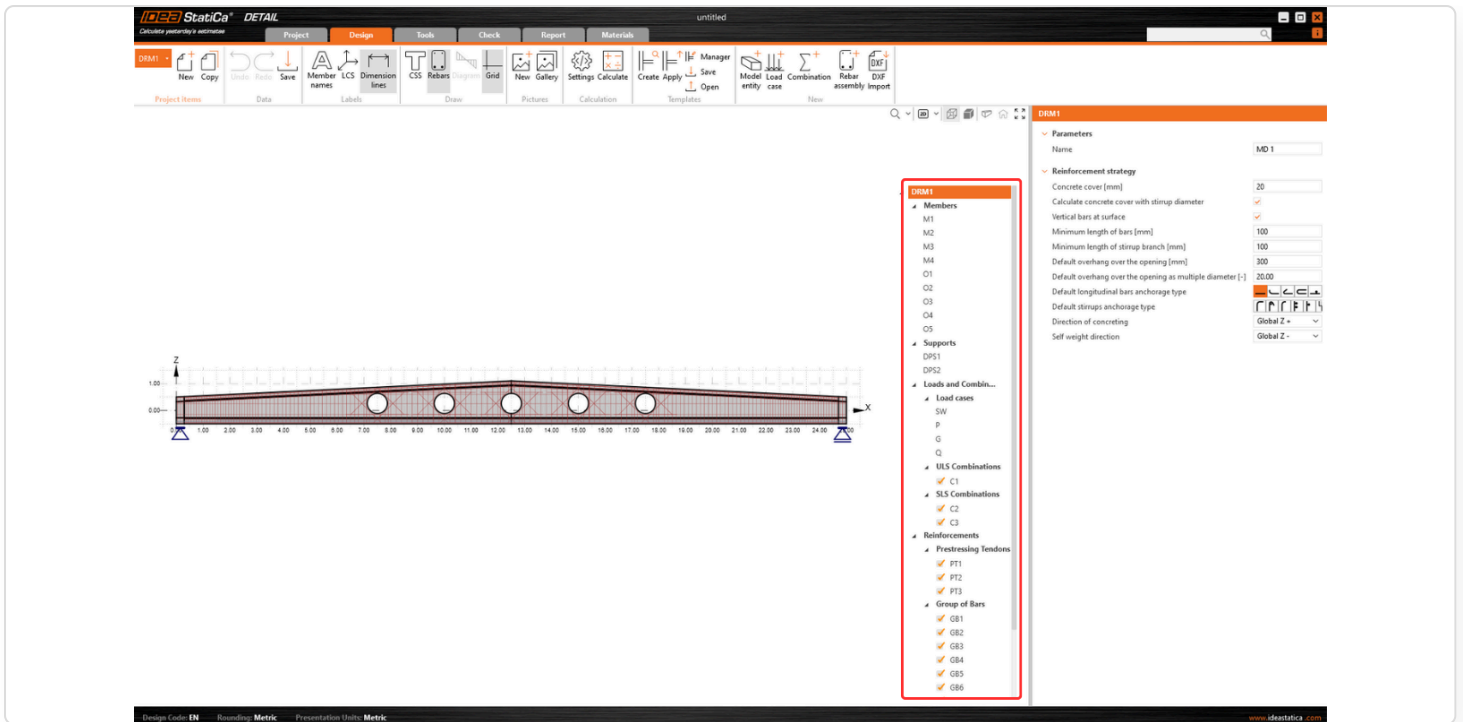 IDEA StatiCa® DETAIL
Calculate yesterday's estimates
untitled
Project Design Tools Check Report Materials
DRM1
New Copy
Undo Redo Save
Member names LCS Dimension lines
CSS Rebars Diagram Grid
New Gallery
Settings Calculate
Create Apply Manager
Save
Open
Model entity Load case Combination Rebar assembly DXF Import
Project items Data Labels Draw Pictures Calculation Templates New
DRM1
Parameters
Name MD 1
Reinforcement strategy
Concrete cover [mm] 20
Calculate concrete cover with stirrup diameter
Vertical bars at surface
Minimum length of bars [mm] 100
Minimum length of stirrup branch [mm] 100
Default overhang over the opening [mm] 300
Default overhang over the opening as multiple diameter [-] 20.00
Default longitudinal bars anchorage type
Default stirrups anchorage type
Direction of concreting Global Z +
Self weight direction Global Z -
DRM1
Members
M1
M2
M3
M4
O1
O2
O3
O4
O5
Supports
DPS1
DPS2
Loads and Combin...
Load cases
SW
P
G
Q
ULS Combinations
C1
SLS Combinations
C2
C3
Reinforcements
Prestressing Tendons
PT1
PT2
PT3
Group of Bars
GB1
GB2
GB3
GB4
GB5
GB6
Z
1.00
0.00
X
1.00 2.00 3.00 4.00 5.00 6.00 7.00 8.00 9.00 10.00 11.00 12.00 13.00 14.00 15.00 16.00 17.00 18.00 19.00 20.00 21.00 22.00 23.00 24.00
Design Code: EN Rounding: Metric Presentation Units: Metric
www.ideastatica.com